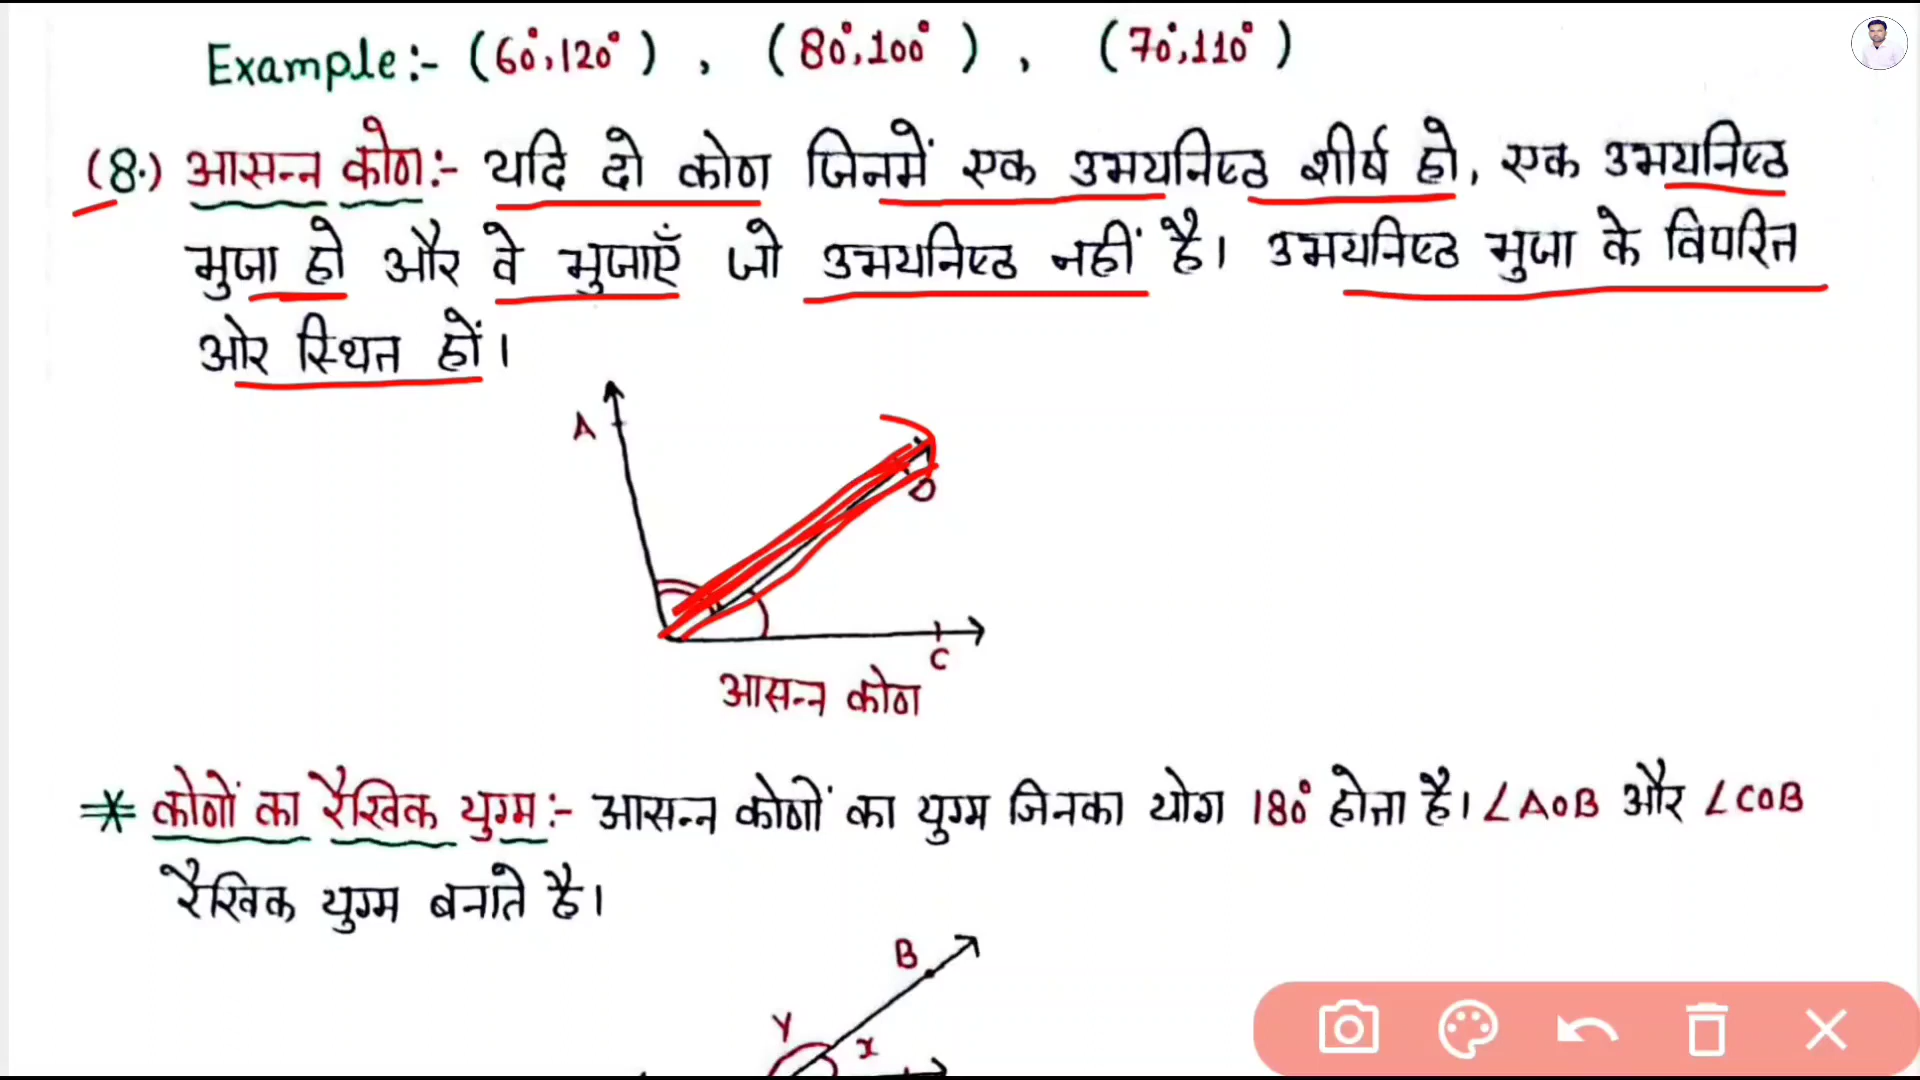 Example:- (60°,120°) , (80°,100°) , (70°,110°)
(8.) आसन्न कोण:- यदि दो कोण जिनमें एक उभयनिष्ठ शीर्ष हो, एक उभयनिष्ठ
भुजा हो और वे भुजाएँ जो उभयनिष्ठ नहीं है। उभयनिष्ठ भुजा के विपरित
ओर स्थित हों।
A
D
C
आसन्न कोण
* कोणों का रैखिक युग्म:- आसन्न कोणों का युग्म जिनका योग 180° होता है। ∠AOB और ∠COB
रैखिक युग्म बनाते है।
B
y
x